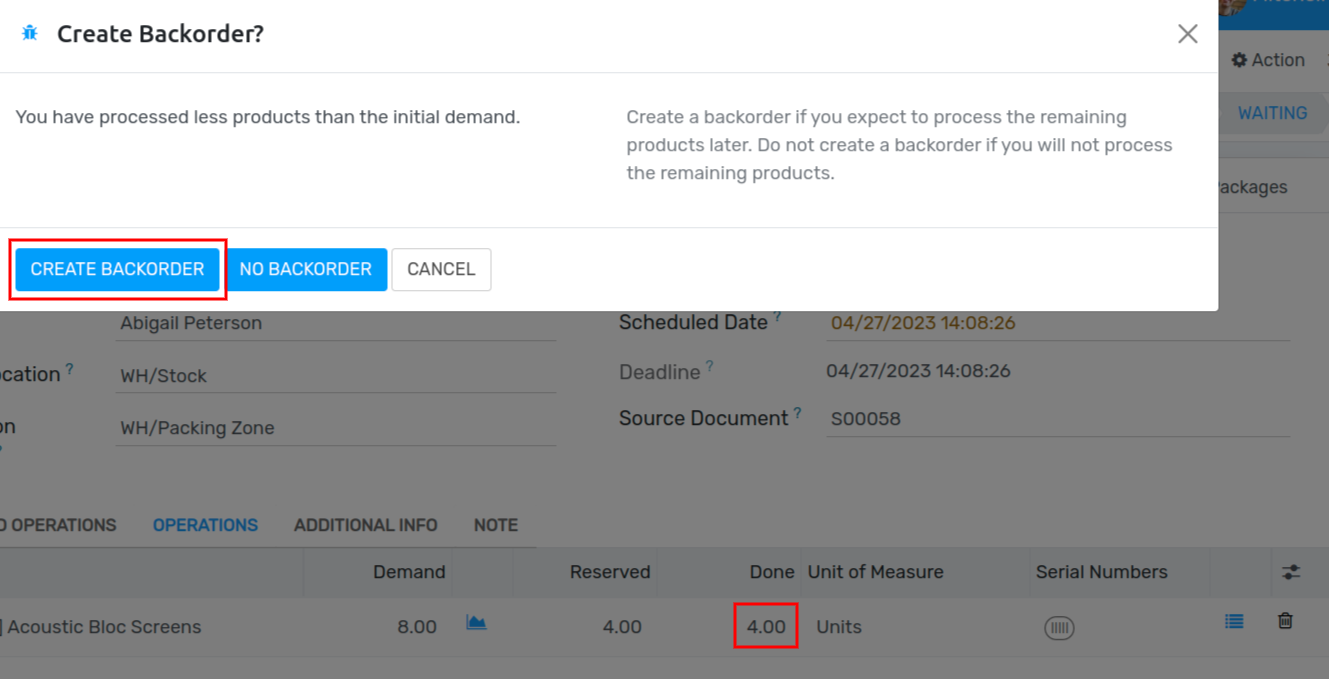 Create Backorder?
Action
You have processed less products than the initial demand.
Create a backorder if you expect to process the remaining
products later. Do not create a backorder if you will not process
the remaining products.
WAITING
ackages
CREATE BACKORDER NO BACKORDER CANCEL
Abigail Peterson
Scheduled Date ? 04/27/2023 14:08:26
ocation ? WH/Stock
Deadline ? 04/27/2023 14:08:26
on WH/Packing Zone
?
Source Document ? S00058
D OPERATIONS OPERATIONS ADDITIONAL INFO NOTE
Demand Reserved Done Unit of Measure Serial Numbers
] Acoustic Bloc Screens 8.00 4.00 4.00 Units